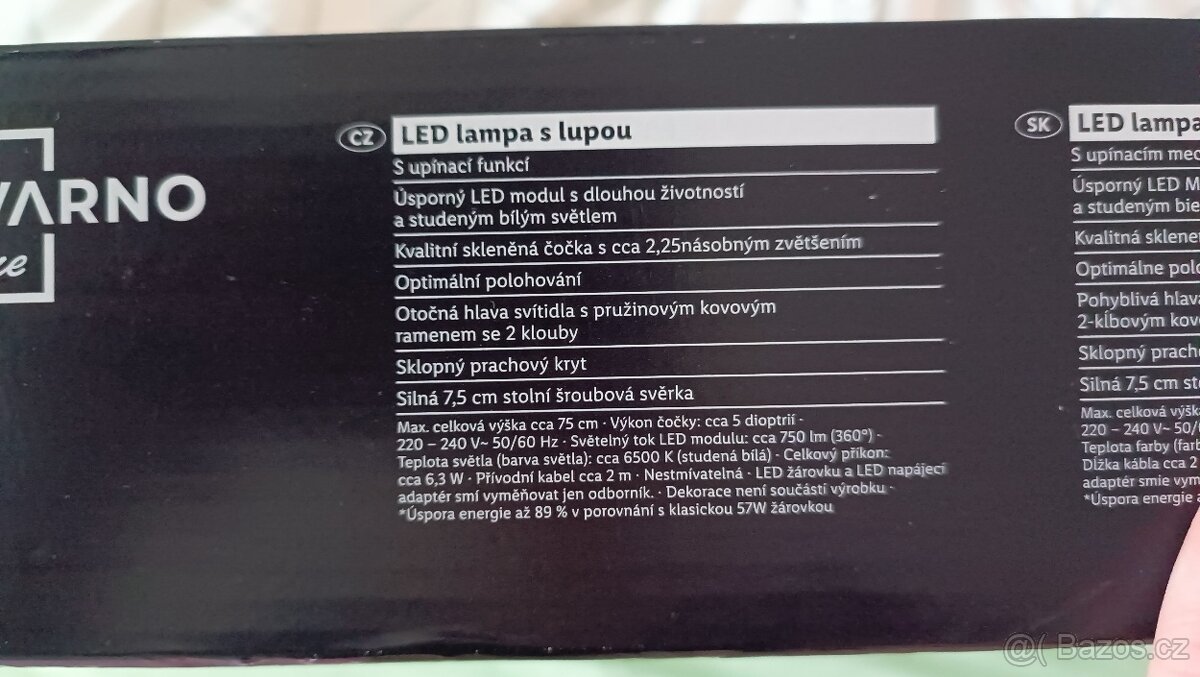 VARNO
CZ
LED lampa s lupou
S upínací funkcí
Úsporný LED modul s dlouhou životností
a studeným bílým světlem
Kvalitní skleněná čočka s cca 2,25násobným zvětšením
Optimální polohování
Otočná hlava svítidla s pružinovým kovovým
ramenem se 2 klouby
Sklopný prachový kryt
Silná 7,5 cm stolní šroubová svěrka
Max. celková výška cca 75 cm · Výkon čočky: cca 5 dioptrií ·
220 – 240 V~ 50/60 Hz · Světelný tok LED modulu: cca 750 lm (360°) ·
Teplota světla (barva světla): cca 6500 K (studená bílá) · Celkový příkon:
cca 6,3 W · Přívodní kabel cca 2 m · Nestmívatelná · LED žárovku a LED napájecí
adaptér smí vyměňovat jen odborník. · Dekorace není součástí výrobku ·
*Úspora energie až 89 % v porovnání s klasickou 57W žárovkou
SK
LED lampa
S upínacím mec
Úsporný LED M
a studeným bie
Kvalitná sklene
Optimálne polo
Pohyblivá hlava
2-kĺbovým kov
Sklopný prach
Silná 7,5 cm sto
Max. celková výšk
220 – 240 V~ 50/
Teplota farby (farb
Dĺžka kábla cca 2
adaptér smie vym
*Úspora energie a
@( Bazos.cz